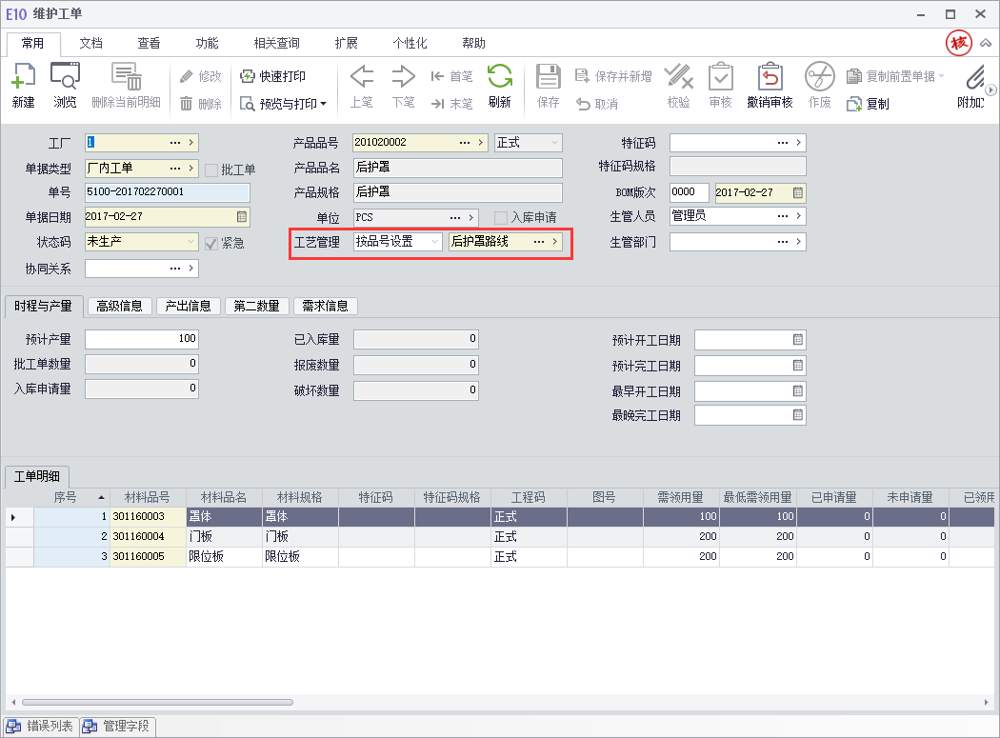 E10 维护工单
常用 文档 查看 功能 相关查询 扩展 个性化 帮助 核
新建 浏览 删除当前明细 修改 删除 快速打印 预览与打印 上笔 下笔 首笔 末笔 刷新 保存 保存并新增 取消 校验 审核 撤销审核 作废 复制前置单据 复制 附加
工厂 1 产品品号 201020002 正式 特征码
单据类型 厂内工单 批工单 产品品名 后护罩 特征码规格
单号 5100-201702270001 产品规格 后护罩 BOM版次 0000 2017-02-27
单据日期 2017-02-27 单位 PCS 入库申请 生管人员 管理员
状态码 未生产 紧急 工艺管理 按品号设置 后护罩路线 生管部门
协同关系
时程与产量 高级信息 产出信息 第二数量 需求信息
预计产量 100 已入库量 0 预计开工日期
批工单数量 0 报废数量 0 预计完工日期
入库申请量 0 破坏数量 0 最早开工日期
最晚完工日期
工单明细
序号 材料品号 材料品名 材料规格 特征码 特征码规格 工程码 图号 需领用量 最低需领用量 已申请量 未申请量 已领用
1 301160003 罩体 罩体 正式 100 100 0 0
2 301160004 门板 门板 正式 200 200 0 0
3 301160005 限位板 限位板 正式 200 200 0 0
错误列表 管理字段